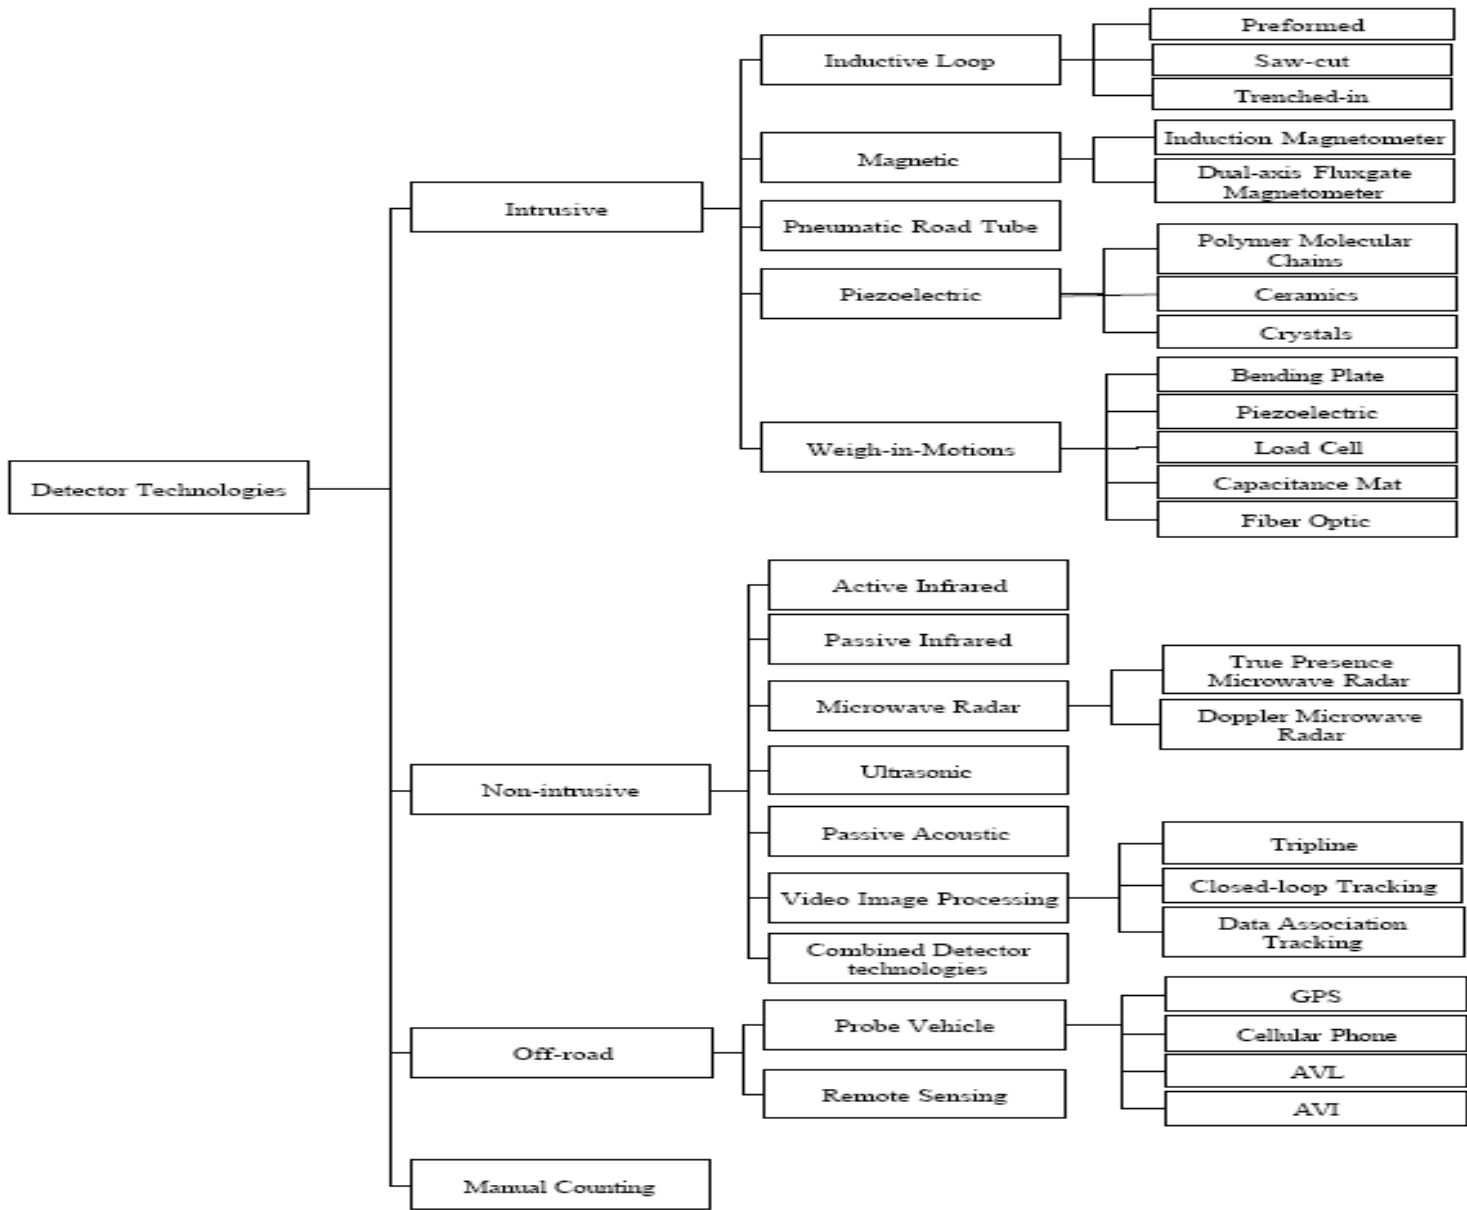 Preformed
Inductive Loop
Saw-cut
Trenched-in
Induction Magnetometer
Magnetic
Dual-axis Fluxgate
Magnetometer
Intrusive
Pneumatic Road Tube
Polymer Molecular
Chains
Piezoelectric
Ceramics
Crystals
Bending Plate
Piezoelectric
Weigh-in-Motions
Load Cell
Capacitance Mat
Fiber Optic
Detector Technologies
Active Infrared
Passive Infrared
True Presence
Microwave Radar
Microwave Radar
Doppler Microwave
Radar
Ultrasonic
Non-intrusive
Passive Acoustic
Tripline
Video Image Processing
Closed-loop Tracking
Data Association
Tracking
Combined Detector
technologies
GPS
Probe Vehicle
Cellular Phone
Off-road
AVL
Remote Sensing
AVI
Manual Counting